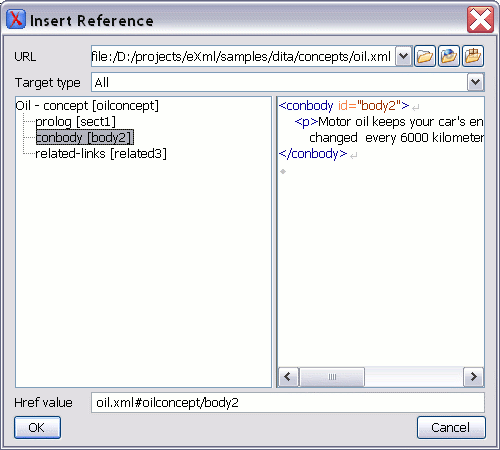 Insert Reference
URL
file:/D:/projects/eXml/samples/dita/concepts/oil.xml
Target type
All
Oil - concept [oilconcept]
prolog [sect1]
conbody [body2]
related-links [related3]
<conbody id="body2">
<p>Motor oil keeps your car's en
changed every 6000 kilometer
</conbody>
Href value
oil.xml#oilconcept/body2
OK
Cancel